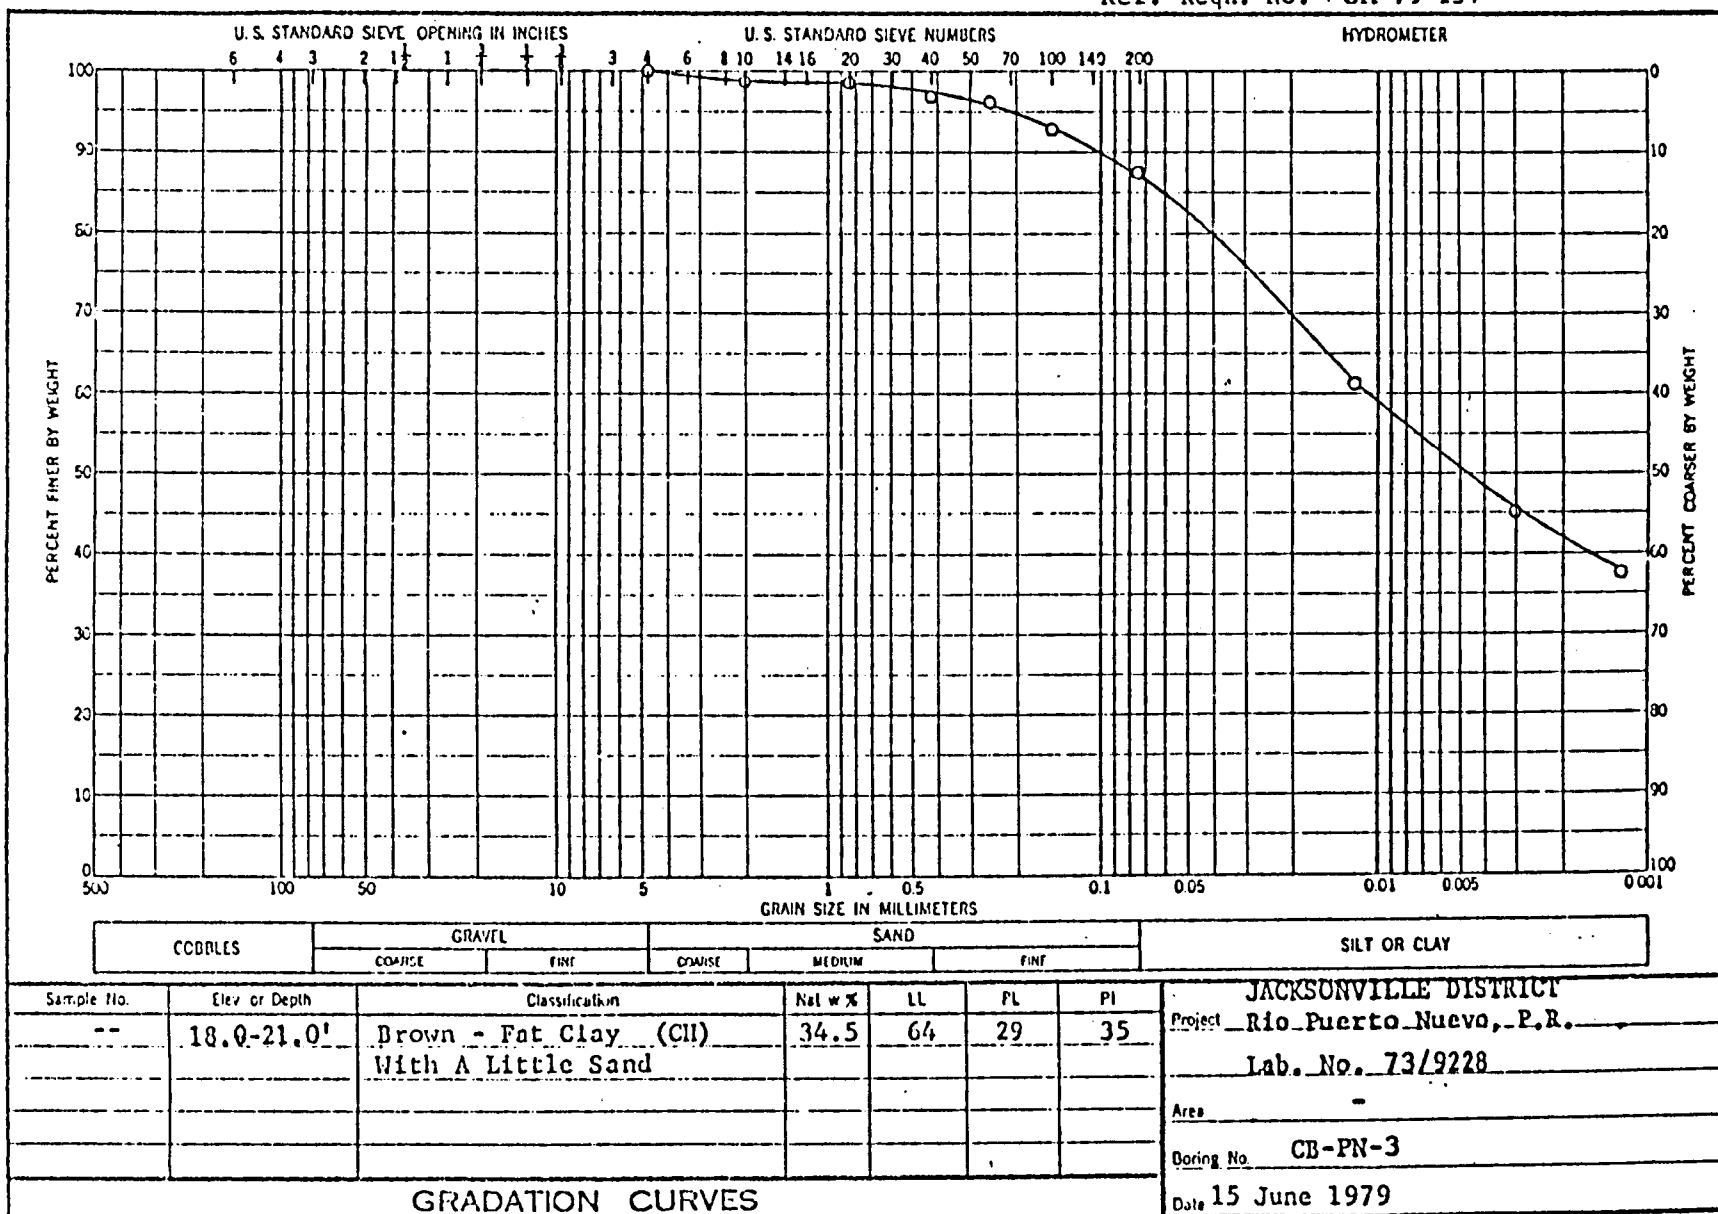 U.S. STANDARD SIEVE OPENING IN INCHES
U.S. STANDARD SIEVE NUMBERS
HYDROMETER
6 4 3 2 1½ 1 ¾ ½ ⅜ 3 4 6 8 10 14 16 20 30 40 50 70 100 140 200
100 90 80 70 60 50 40 30 20 10 0
PERCENT FINER BY WEIGHT
0 10 20 30 40 50 60 70 80 90 100
PERCENT COARSER BY WEIGHT
500 100 50 10 5 1 0.5 0.1 0.05 0.01 0.005 0.001
GRAIN SIZE IN MILLIMETERS
COBBLES
GRAVEL
SAND
SILT OR CLAY
COARSE FINE COARSE MEDIUM FINE
Sample No. Elev or Depth Classification Nat w % LL PL PI
-- 18.0-21.0' Brown - Fat Clay (CH) 34.5 64 29 35
With A Little Sand
JACKSONVILLE DISTRICT
Project Rio Puerto Nuevo, P.R.
Lab. No. 73/9228
Area -
Boring No. CB-PN-3
Date 15 June 1979
GRADATION CURVES